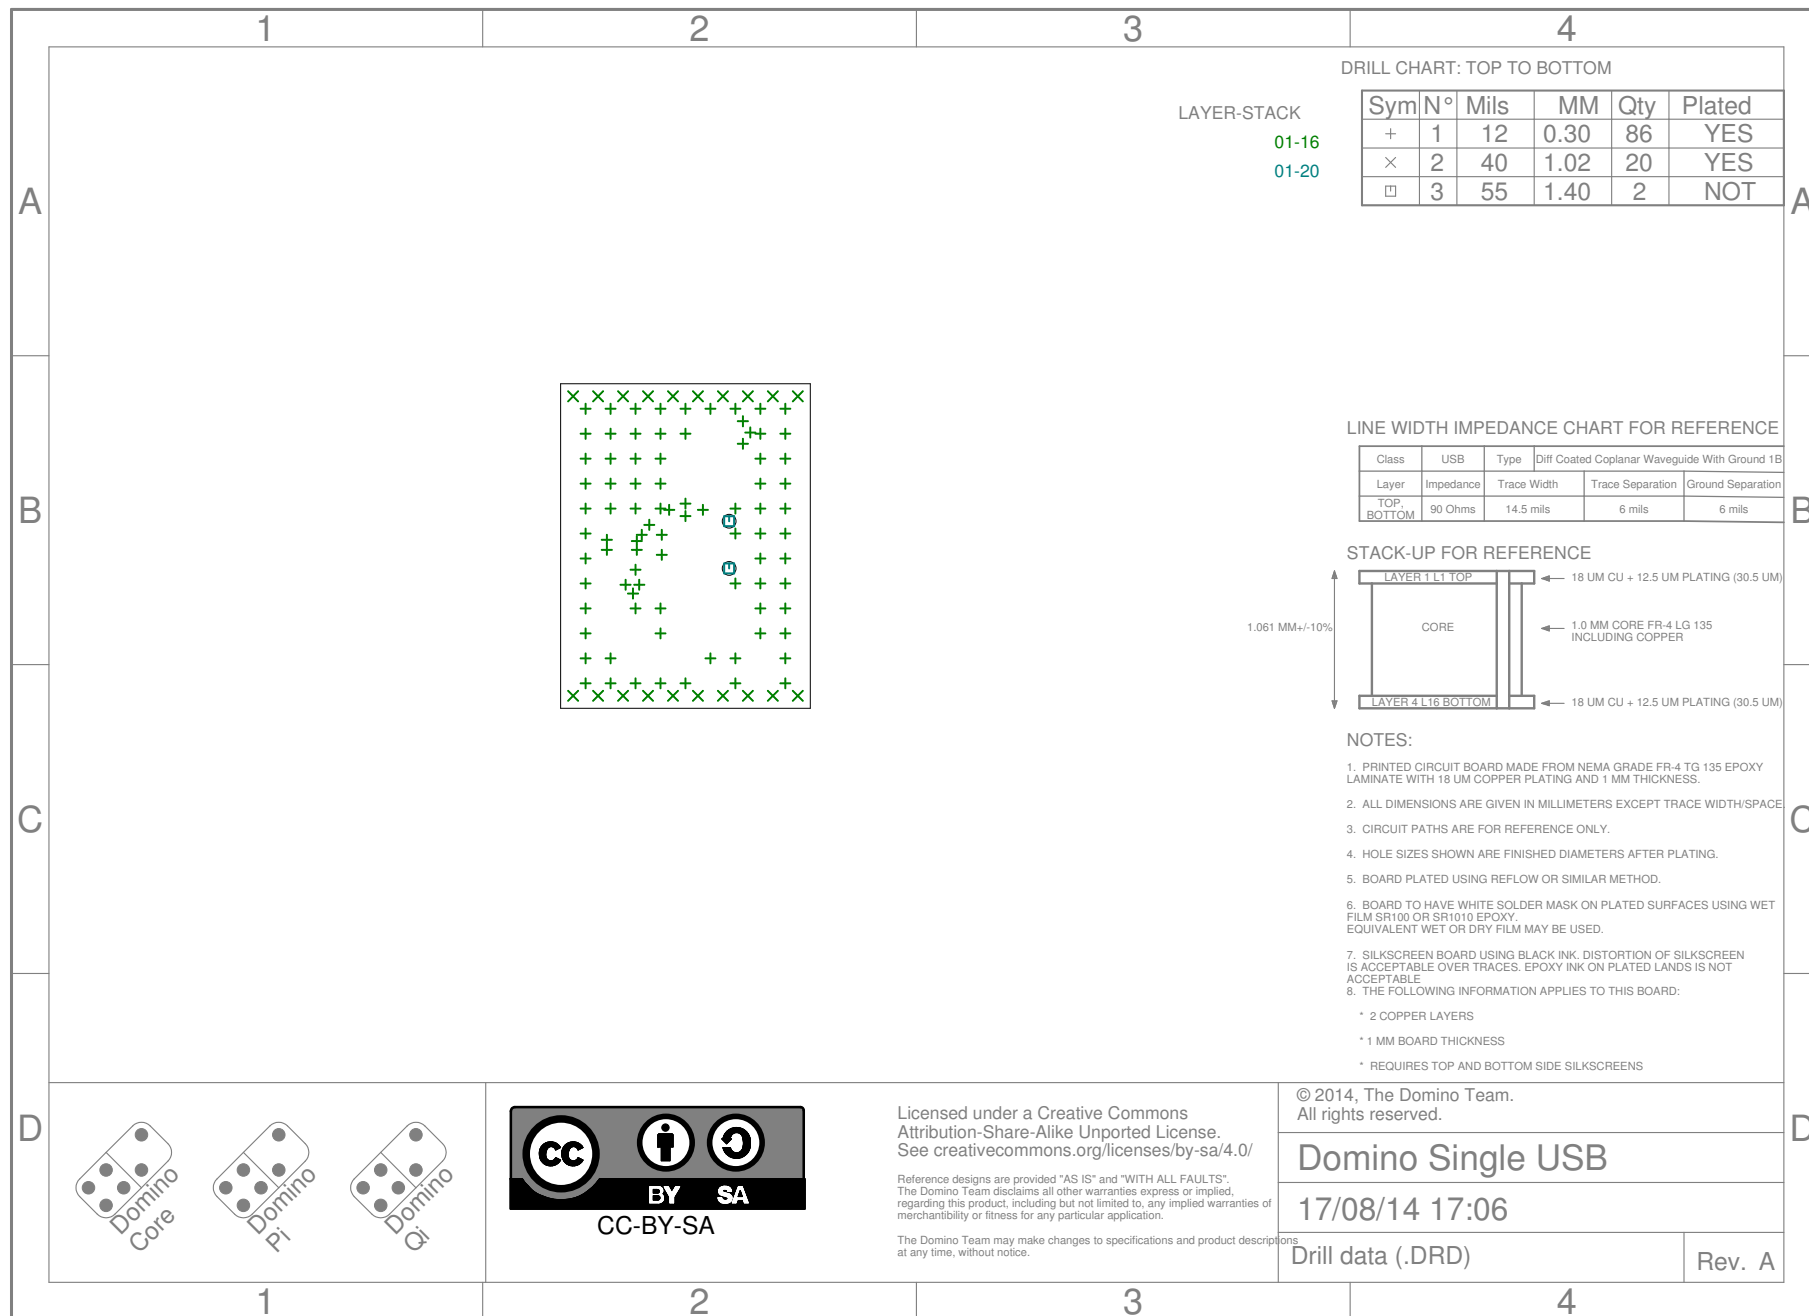 1 2 3 4
DRILL CHART: TOP TO BOTTOM
Sym N° Mils MM Qty Plated
+ 1 12 0.30 86 YES
× 2 40 1.02 20 YES
3 55 1.40 2 NOT
LAYER-STACK
01-16
01-20
A A
LINE WIDTH IMPEDANCE CHART FOR REFERENCE
Class USB Type Diff Coated Coplanar Waveguide With Ground 1B
Layer Impedance Trace Width Trace Separation Ground Separation
TOP,
BOTTOM 90 Ohms 14.5 mils 6 mils 6 mils
B B
STACK-UP FOR REFERENCE
LAYER 1 L1 TOP
18 UM CU + 12.5 UM PLATING (30.5 UM)
1.061 MM+/-10%
CORE
1.0 MM CORE FR-4 LG 135
INCLUDING COPPER
LAYER 4 L16 BOTTOM
18 UM CU + 12.5 UM PLATING (30.5 UM)
NOTES:
1. PRINTED CIRCUIT BOARD MADE FROM NEMA GRADE FR-4 TG 135 EPOXY
LAMINATE WITH 18 UM COPPER PLATING AND 1 MM THICKNESS.
2. ALL DIMENSIONS ARE GIVEN IN MILLIMETERS EXCEPT TRACE WIDTH/SPACE.
C C
3. CIRCUIT PATHS ARE FOR REFERENCE ONLY.
4. HOLE SIZES SHOWN ARE FINISHED DIAMETERS AFTER PLATING.
5. BOARD PLATED USING REFLOW OR SIMILAR METHOD.
6. BOARD TO HAVE WHITE SOLDER MASK ON PLATED SURFACES USING WET
FILM SR100 OR SR1010 EPOXY.
EQUIVALENT WET OR DRY FILM MAY BE USED.
7. SILKSCREEN BOARD USING BLACK INK. DISTORTION OF SILKSCREEN
IS ACCEPTABLE OVER TRACES. EPOXY INK ON PLATED LANDS IS NOT
ACCEPTABLE
8. THE FOLLOWING INFORMATION APPLIES TO THIS BOARD:
* 2 COPPER LAYERS
* 1 MM BOARD THICKNESS
* REQUIRES TOP AND BOTTOM SIDE SILKSCREENS
D D
Domino
Core
Domino
Pi
Domino
Qi
CC
BY SA
CC-BY-SA
Licensed under a Creative Commons
Attribution-Share-Alike Unported License.
See creativecommons.org/licenses/by-sa/4.0/
Reference designs are provided "AS IS" and "WITH ALL FAULTS".
The Domino Team disclaims all other warranties express or implied,
regarding this product, including but not limited to, any implied warranties of
merchantibility or fitness for any particular application.
The Domino Team may make changes to specifications and product descriptions
at any time, without notice.
© 2014, The Domino Team.
All rights reserved.
Domino Single USB
17/08/14 17:06
Drill data (.DRD)
Rev. A
1 2 3 4